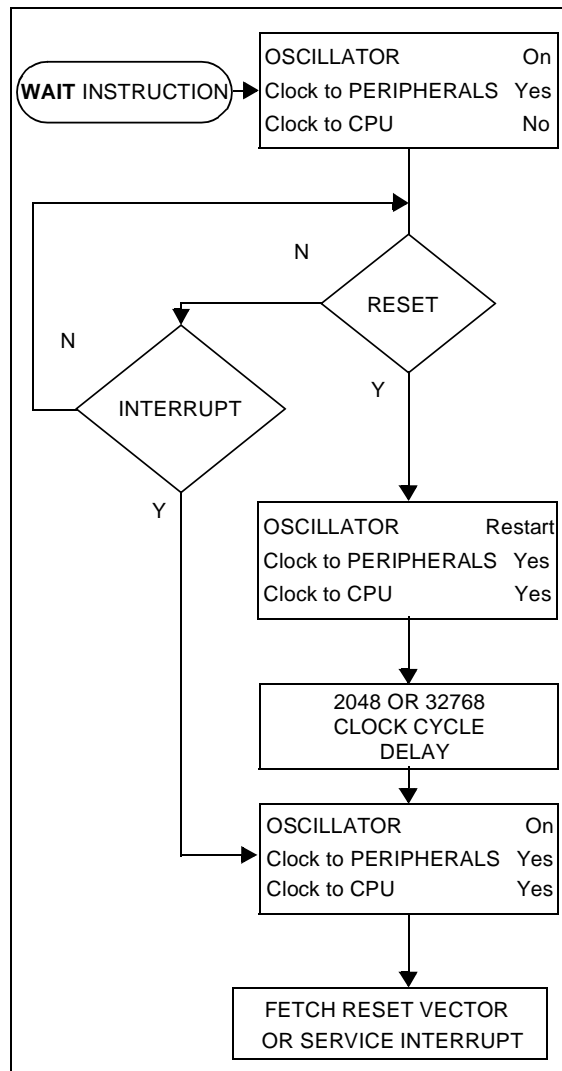 WAIT INSTRUCTION
OSCILLATOR On
Clock to PERIPHERALS Yes
Clock to CPU No
N
RESET
N
INTERRUPT
Y
Y
OSCILLATOR Restart
Clock to PERIPHERALS Yes
Clock to CPU Yes
2048 OR 32768
CLOCK CYCLE
DELAY
OSCILLATOR On
Clock to PERIPHERALS Yes
Clock to CPU Yes
FETCH RESET VECTOR
OR SERVICE INTERRUPT